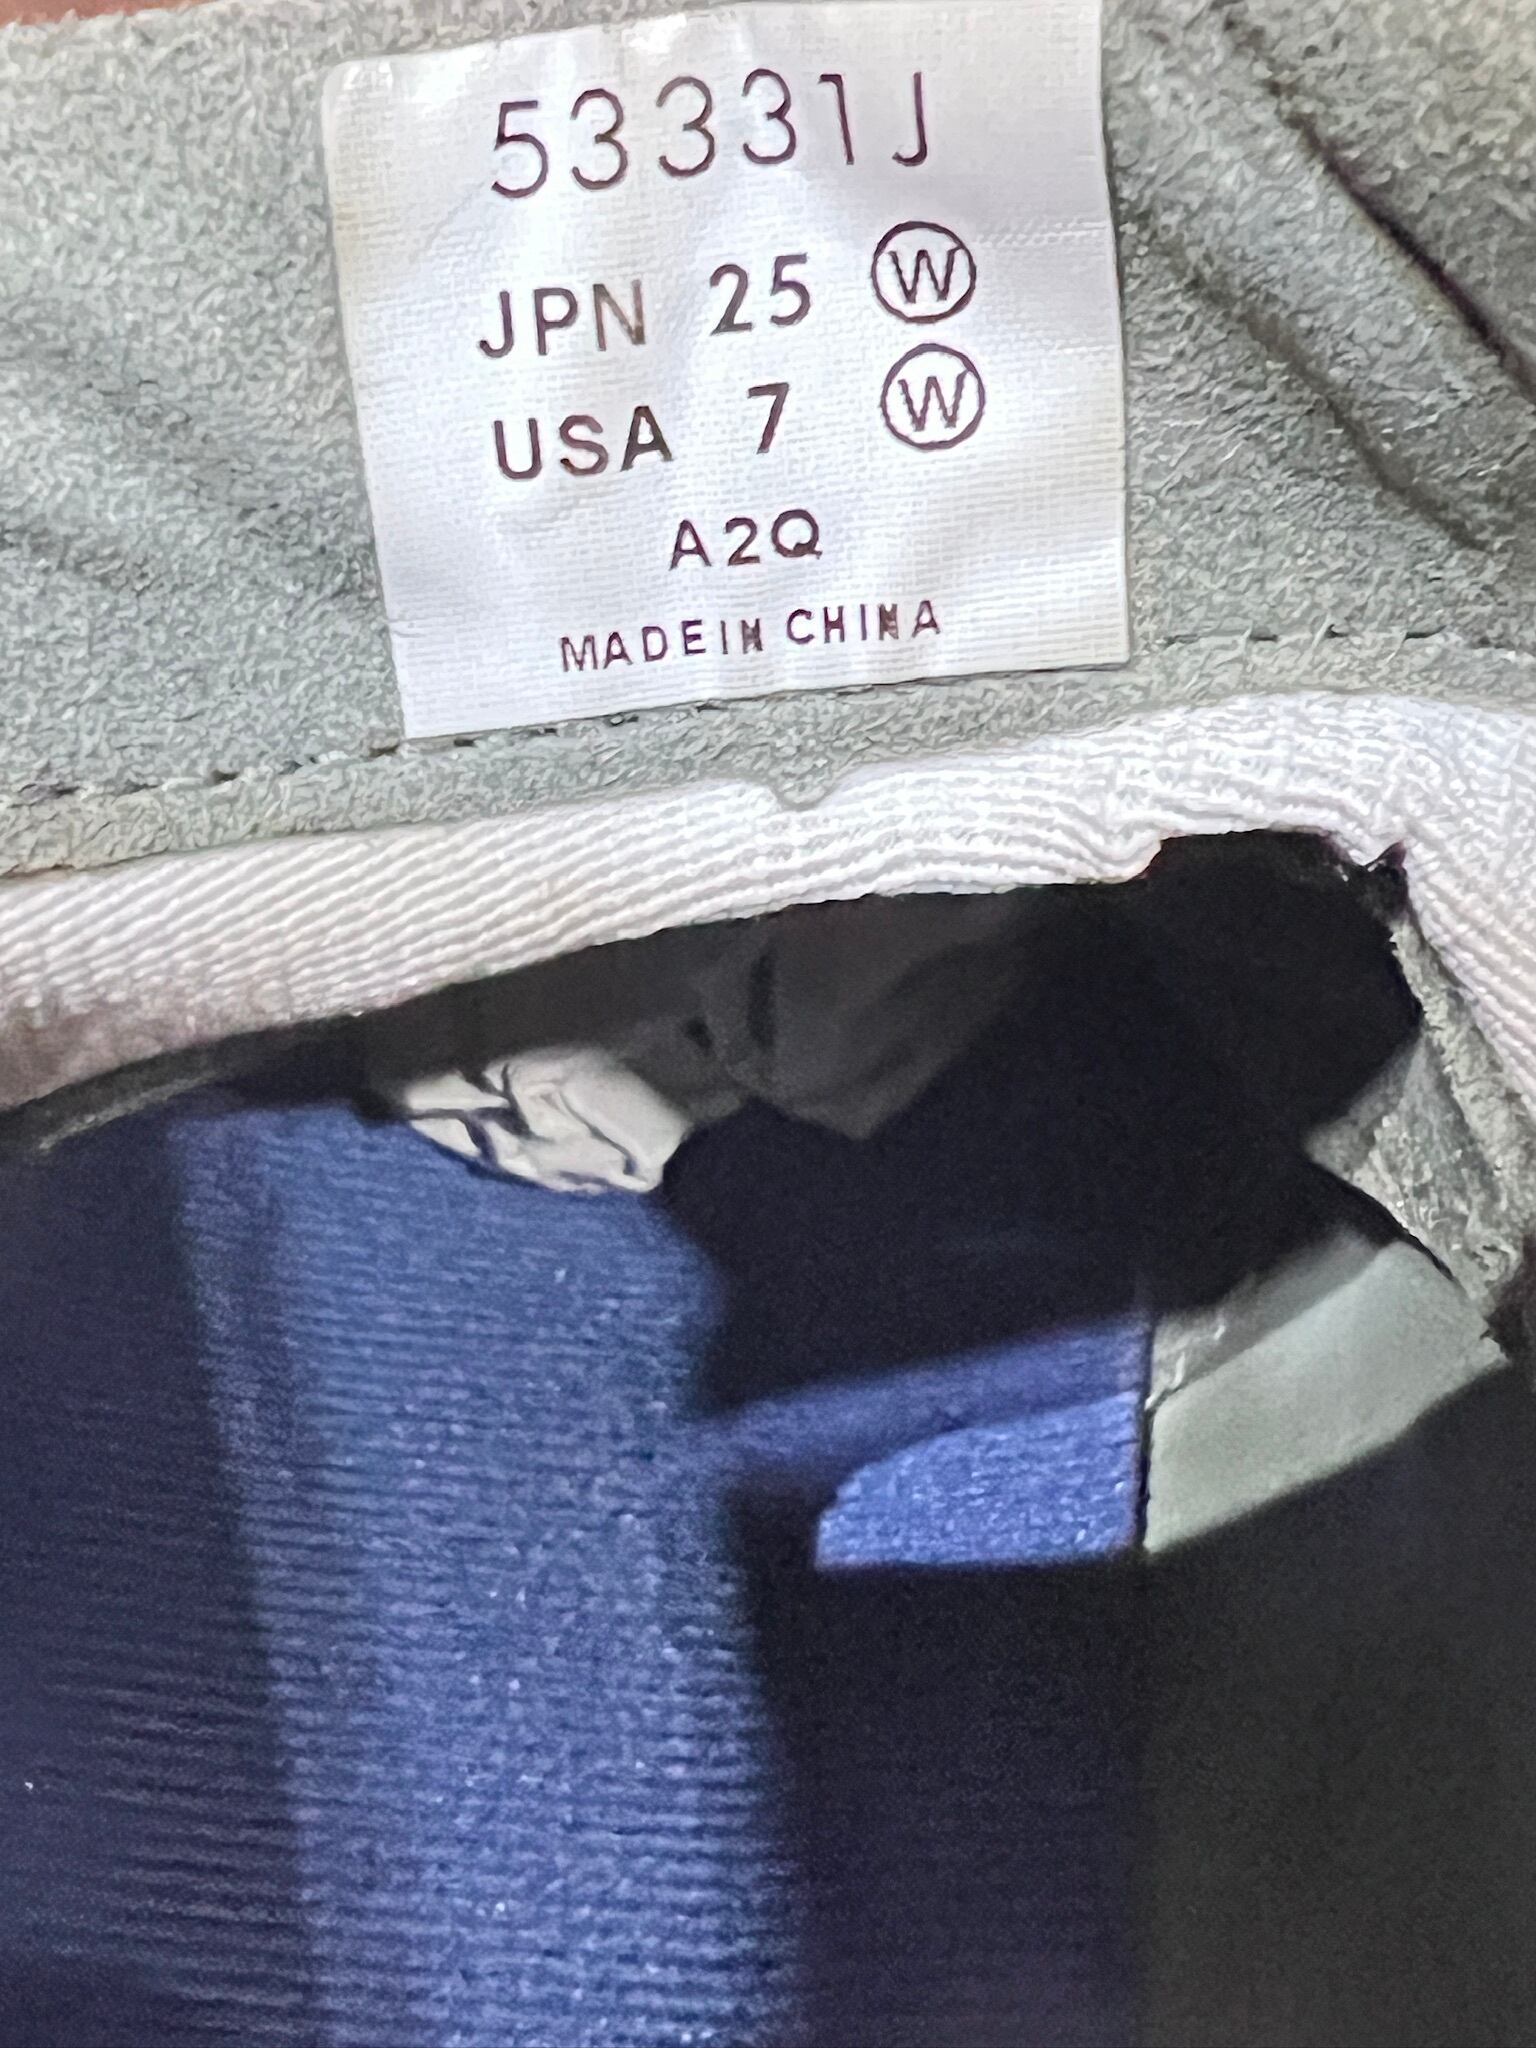 53331J
JPN 25 Ⓦ
USA 7 Ⓦ
A2Q
MADE IN CHINA